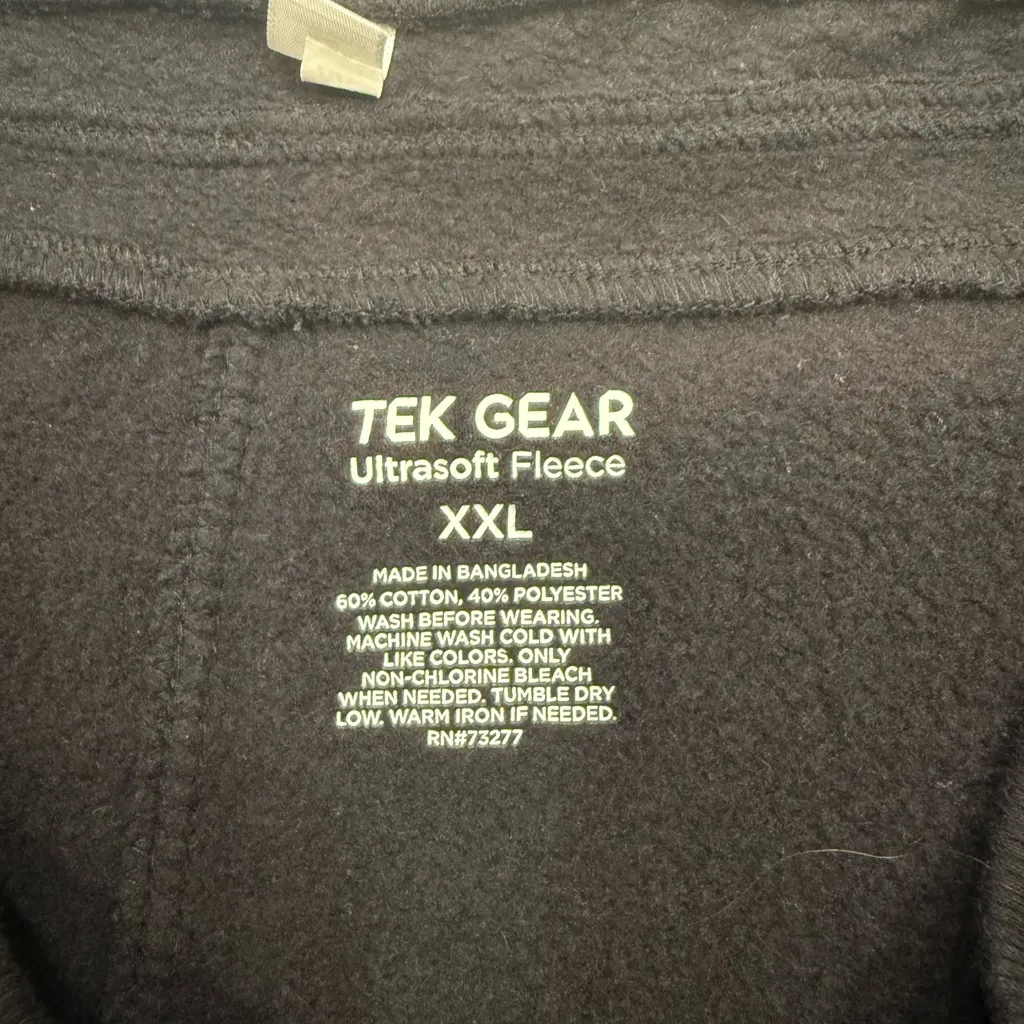 TEK GEAR
Ultrasoft Fleece
XXL
MADE IN BANGLADESH
60% COTTON, 40% POLYESTER
WASH BEFORE WEARING.
MACHINE WASH COLD WITH
LIKE COLORS. ONLY
NON-CHLORINE BLEACH
WHEN NEEDED. TUMBLE DRY
LOW. WARM IRON IF NEEDED.
RN#73277